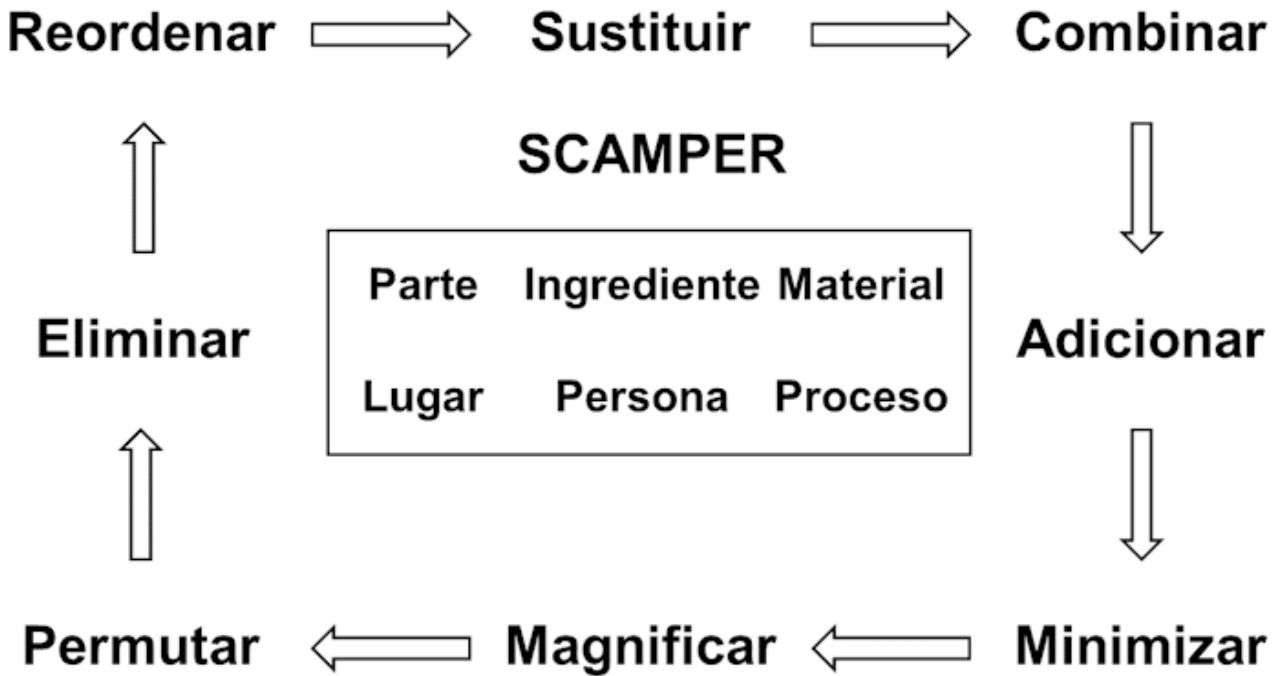 Reordenar Sustituir Combinar
SCAMPER
Parte Ingrediente Material
Eliminar Adicionar
Lugar Persona Proceso
Permutar Magnificar Minimizar